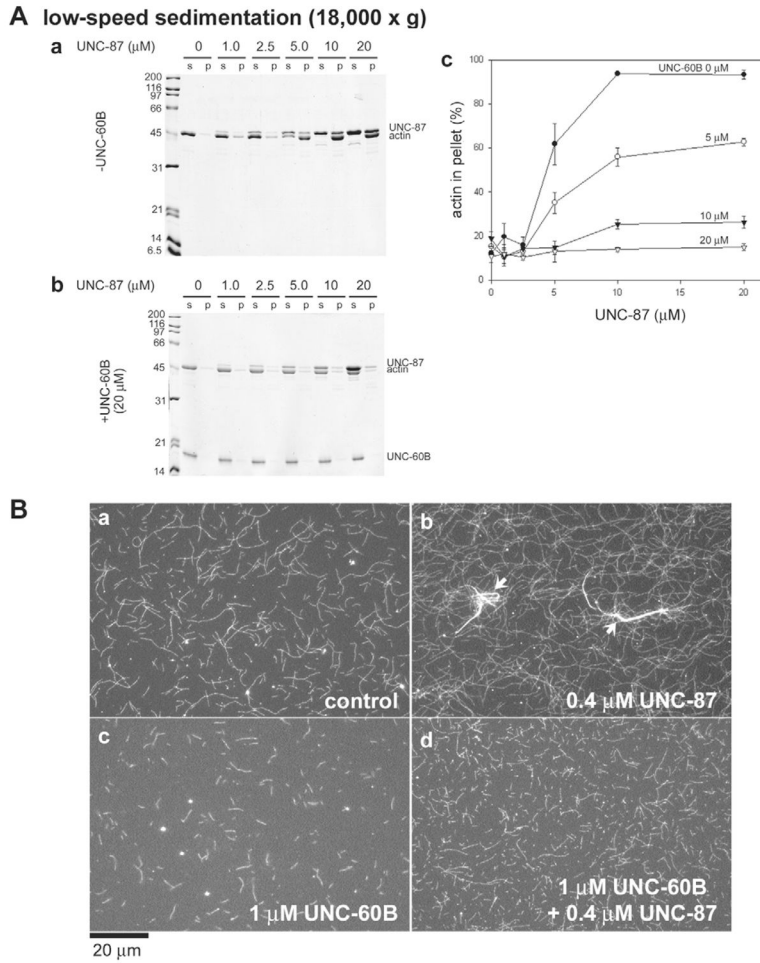 A low-speed sedimentation (18,000 x g)
a
UNC-87 (μM) 0 1.0 2.5 5.0 10 20
s p s p s p s p s p s p
-UNC-60B
200
116
97
66
45
31
21
14
6.5
UNC-87
actin
b
UNC-87 (μM) 0 1.0 2.5 5.0 10 20
s p s p s p s p s p s p
+UNC-60B
(20 μM)
200
116
97
66
45
31
21
14
UNC-87
actin
UNC-60B
c
actin in pellet (%)
100
80
60
40
20
0
UNC-60B 0 μM
5 μM
10 μM
20 μM
0 5 10 15 20
UNC-87 (μM)
B
a
control
b
0.4 μM UNC-87
c
1 μM UNC-60B
d
1 μM UNC-60B
+ 0.4 μM UNC-87
20 μm